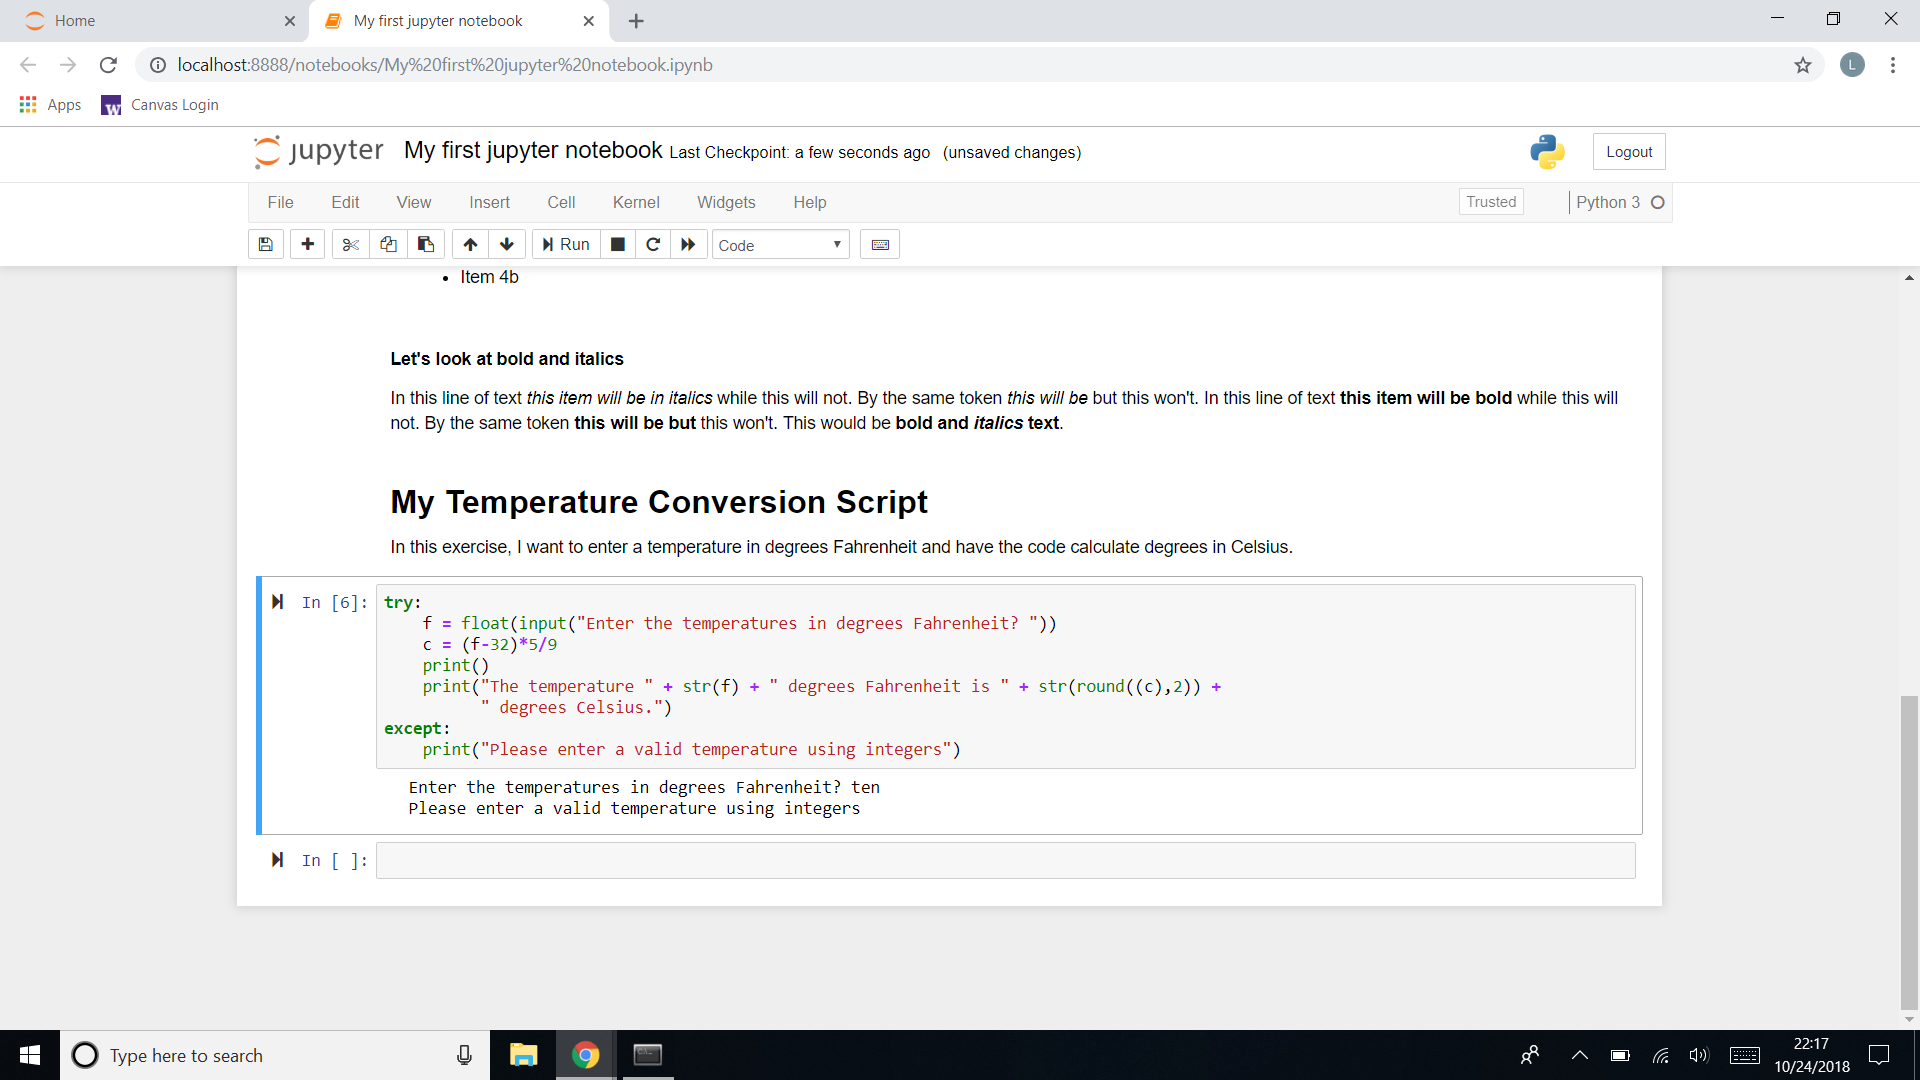 Home
My first jupyter notebook
localhost:8888/notebooks/My%20first%20jupyter%20notebook.ipynb
L
Apps
W Canvas Login
jupyter My first jupyter notebook Last Checkpoint: a few seconds ago (unsaved changes)
Logout
File Edit View Insert Cell Kernel Widgets Help
Trusted
Python 3
Run
Code
Item 4b
Let's look at bold and italics
In this line of text this item will be in italics while this will not. By the same token this will be but this won't. In this line of text this item will be bold while this will
not. By the same token this will be but this won't. This would be bold and italics text.
My Temperature Conversion Script
In this exercise, I want to enter a temperature in degrees Fahrenheit and have the code calculate degrees in Celsius.
In [6]: try:
    f = float(input("Enter the temperatures in degrees Fahrenheit? "))
    c = (f-32)*5/9
    print()
    print("The temperature " + str(f) + " degrees Fahrenheit is " + str(round((c),2)) +
          " degrees Celsius.")
except:
    print("Please enter a valid temperature using integers")
Enter the temperatures in degrees Fahrenheit? ten
Please enter a valid temperature using integers
In [ ]:
Type here to search
22:17
10/24/2018